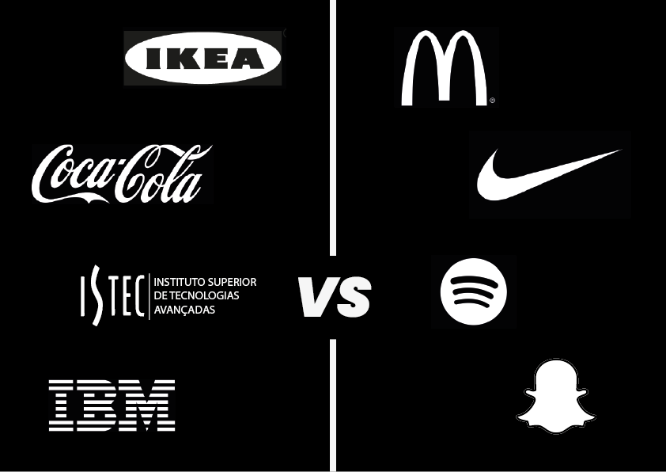 IKEA
M
®
Coca-Cola
ISTEC
INSTITUTO SUPERIOR
DE TECNOLOGIAS
AVANÇADAS
VS
IBM